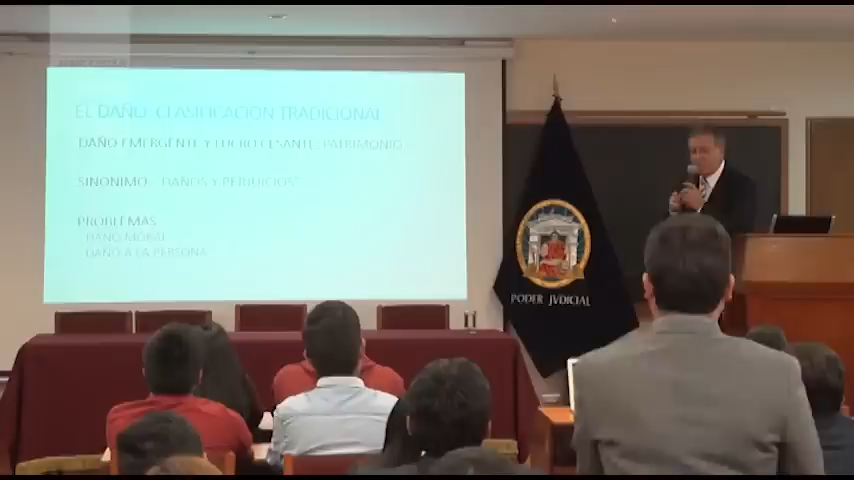 EL DAÑO: CLASIFICACION TRADICIONAL
DAÑO EMERGENTE Y LUCRO CESANTE: PATRIMONIO
SINONIMO: "DAÑOS Y PERJUICIOS"
PROBLEMAS
DAÑO MORAL
DAÑO A LA PERSONA
PODER JVDICIAL